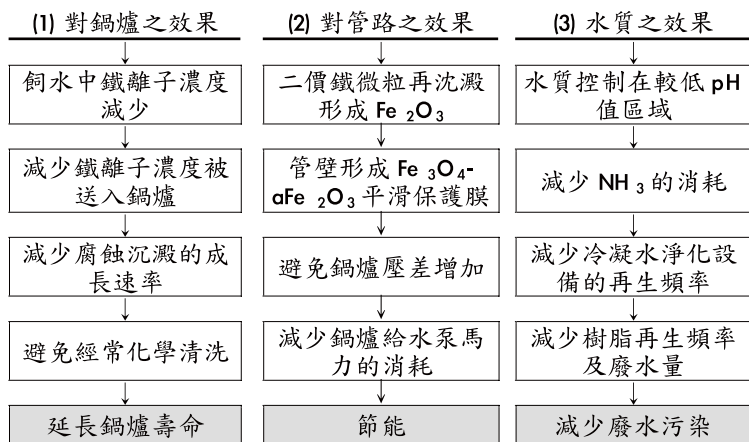 (1) 對鍋爐之效果
飼水中鐵離子濃度
減少
減少鐵離子濃度被
送入鍋爐
減少腐蝕沉澱的成
長速率
避免經常化學清洗
延長鍋爐壽命
(2) 對管路之效果
二價鐵微粒再沈澱
形成 Fe 2O3
管壁形成 Fe 3O4-
aFe 2O3 平滑保護膜
避免鍋爐壓差增加
減少鍋爐給水泵馬
力的消耗
節能
(3) 水質之效果
水質控制在較低 pH
值區域
減少 NH 3 的消耗
減少冷凝水淨化設
備的再生頻率
減少樹脂再生頻率
及廢水量
減少廢水污染